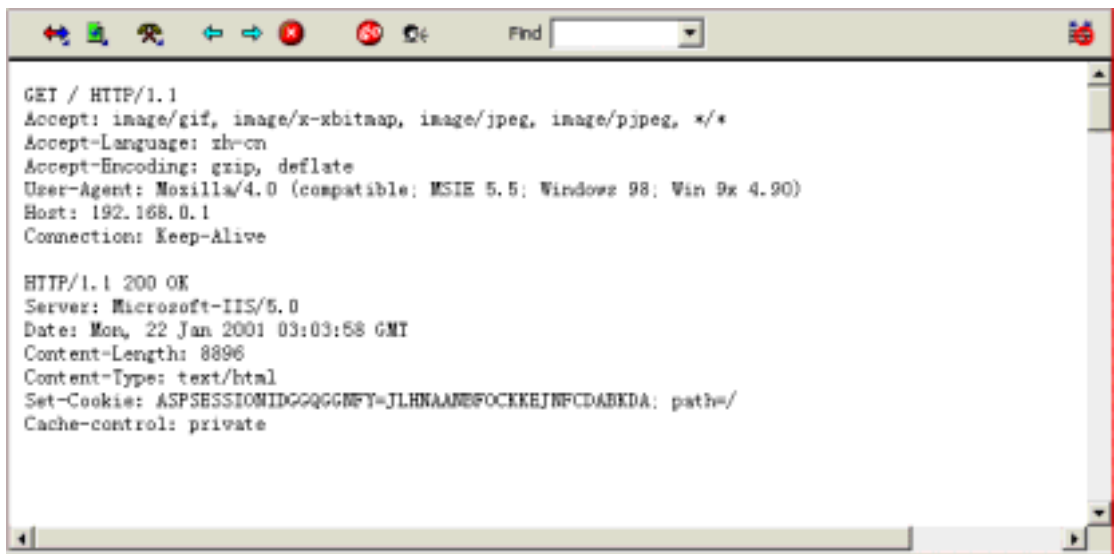 Find
GET / HTTP/1.1
Accept: image/gif, image/x-xbitmap, image/jpeg, image/pjpeg, */*
Accept-Language: zh-cn
Accept-Encoding: gzip, deflate
User-Agent: Mozilla/4.0 (compatible; MSIE 5.5; Windows 98; Win 9x 4.90)
Host: 192.168.0.1
Connection: Keep-Alive
HTTP/1.1 200 OK
Server: Microsoft-IIS/5.0
Date: Mon, 22 Jan 2001 03:03:58 GMT
Content-Length: 8896
Content-Type: text/html
Set-Cookie: path=/
Cache-control: private